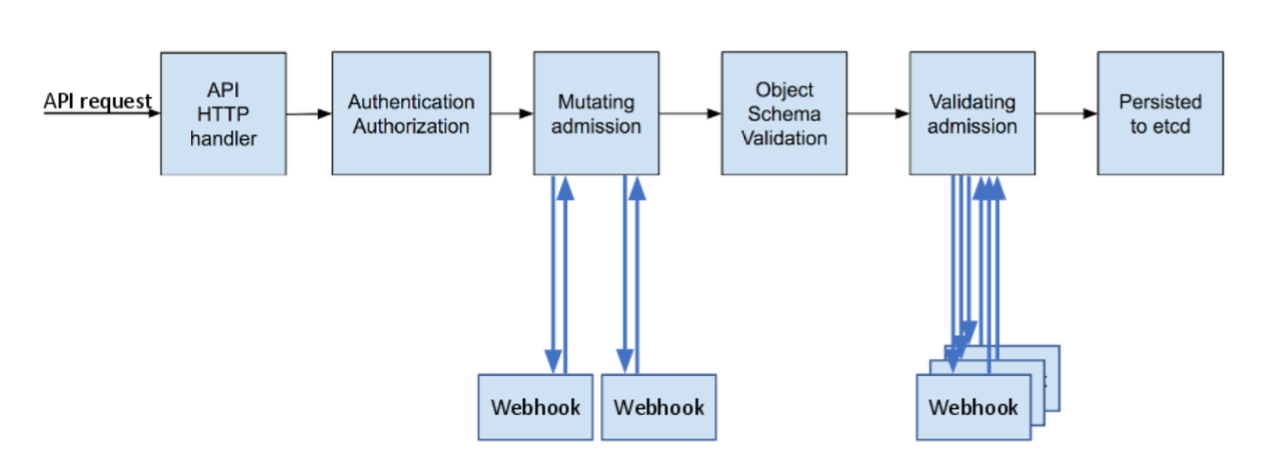 API request
API
HTTP
handler
Authentication
Authorization
Mutating
admission
Object
Schema
Validation
Validating
admission
Persisted
to etcd
Webhook
Webhook
Webhook